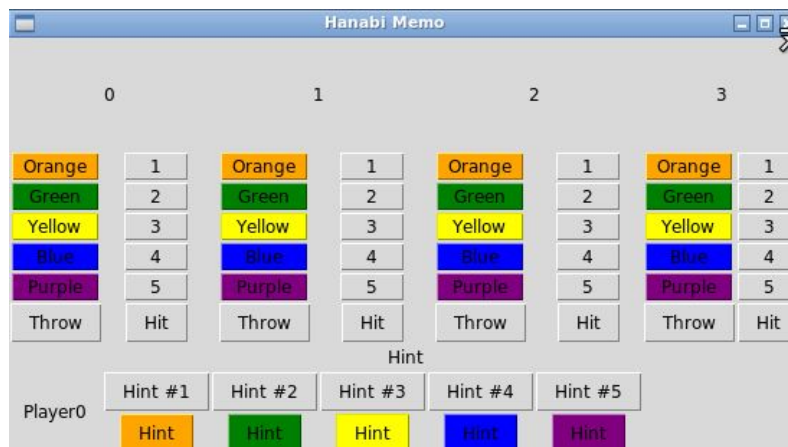 Hanabi Memo
0 1 2 3
Orange 1 Orange 1 Orange 1 Orange 1
Green 2 Green 2 Green 2 Green 2
Yellow 3 Yellow 3 Yellow 3 Yellow 3
Blue 4 Blue 4 Blue 4 Blue 4
Purple 5 Purple 5 Purple 5 Purple 5
Throw Hit Throw Hit Throw Hit Throw Hit
Hint
Hint #1 Hint #2 Hint #3 Hint #4 Hint #5
Player0
Hint Hint Hint Hint Hint